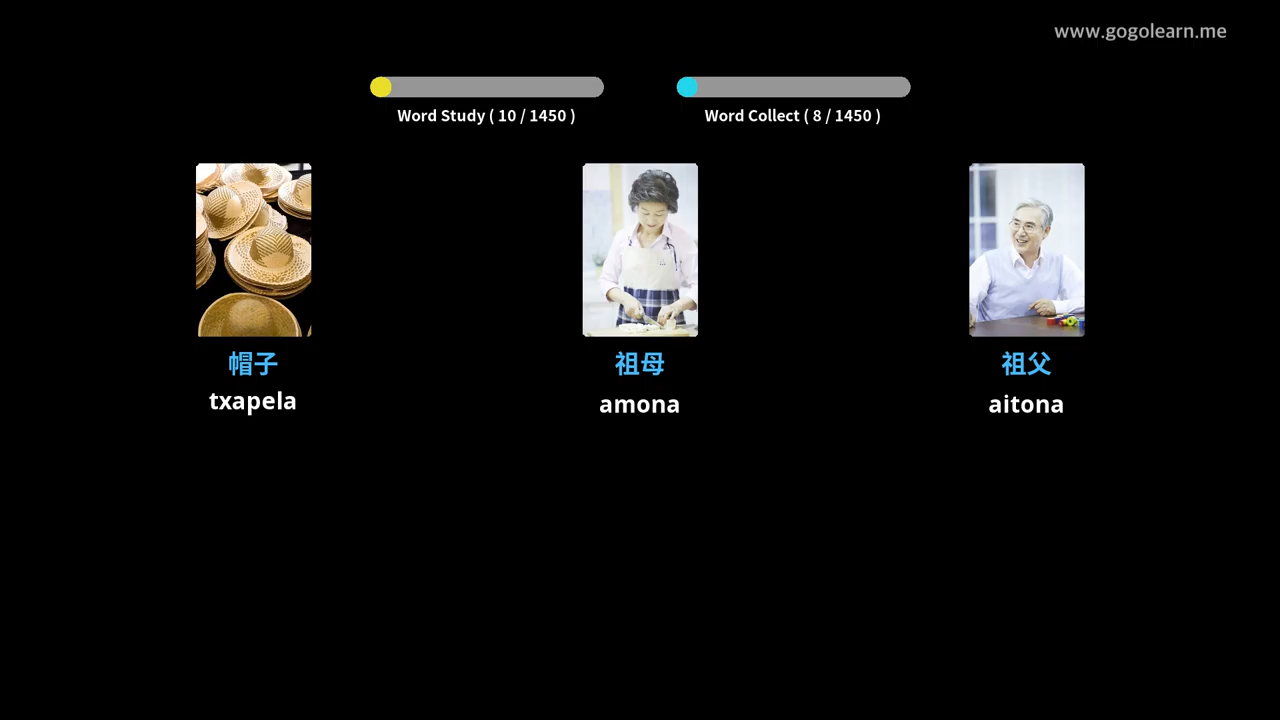 www.gogolearn.me
Word Study ( 10 / 1450 )
Word Collect ( 8 / 1450 )
帽子
祖母
祖父
txapela
amona
aitona